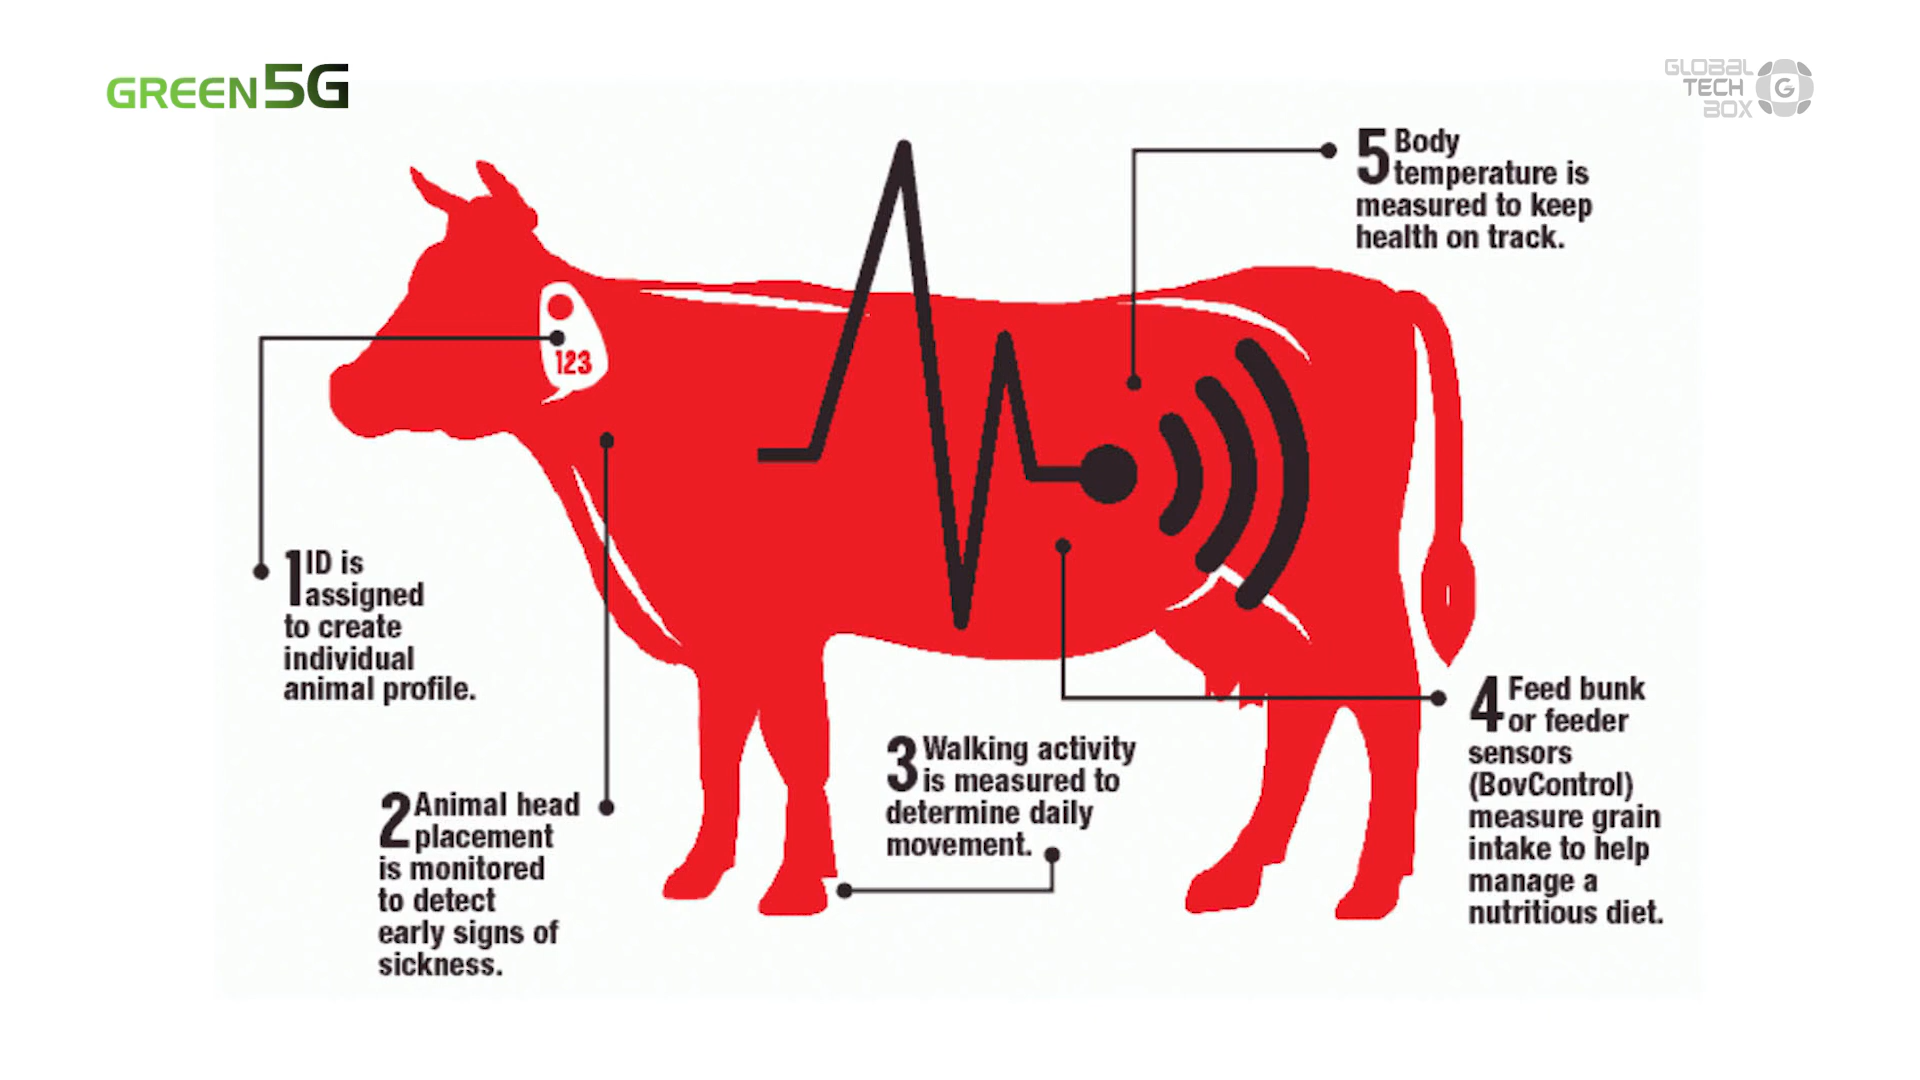 GREEN5G
GLOBAL
TECH
BOX
G
5 Body
temperature is
measured to keep
health on track.
123
1 ID is
assigned
to create
individual
animal profile.
2 Animal head
placement
is monitored
to detect
early signs of
sickness.
3 Walking activity
is measured to
determine daily
movement.
4 Feed bunk
or feeder
sensors
(BovControl)
measure grain
intake to help
manage a
nutritious diet.